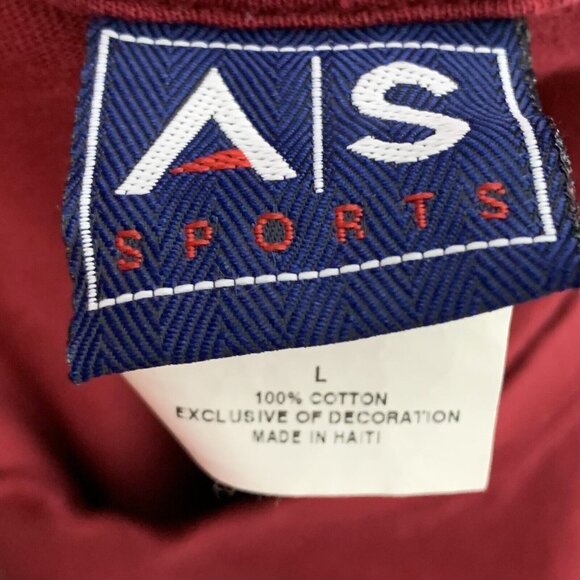 A|S
SPORTS
L
100% COTTON
EXCLUSIVE OF DECORATION
MADE IN HAITI